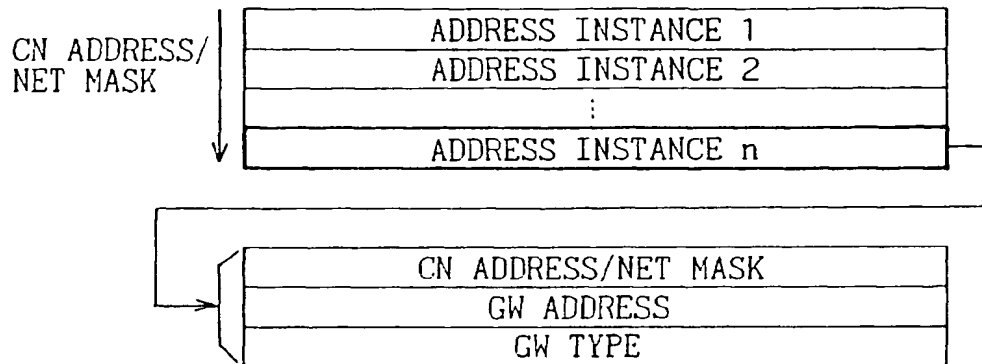 CN ADDRESS/
NET MASK
ADDRESS INSTANCE 1
ADDRESS INSTANCE 2
⋮
ADDRESS INSTANCE n
CN ADDRESS/NET MASK
GW ADDRESS
GW TYPE